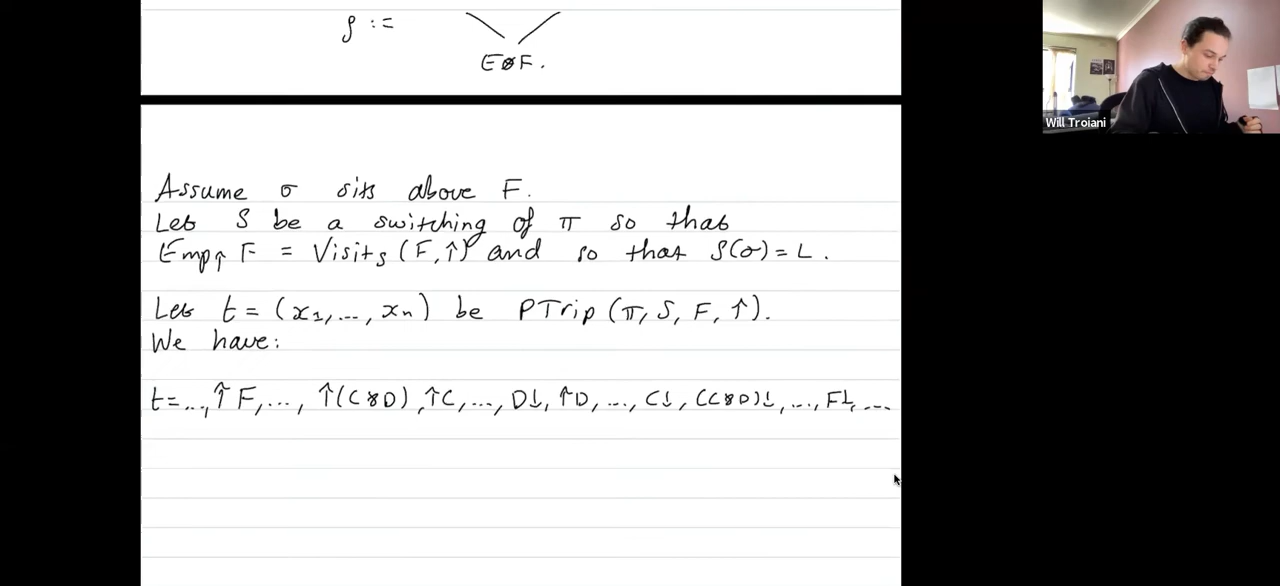 ρ :=
E⊗F.
Will Troiani
Assume σ sits above F.
Let S be a switching of π so that
Emp↑ F = Visits (F,↑) and so that S(σ) = L.
Let t = (x1,..., xn) be PTrip (π, S, F, ↑).
We have:
t = ..., ↑F, ..., ↑(C⊗D), ↑C, ..., D↓, ↑D, ..., C↓, (C⊗D)↓, ..., F↓, ...